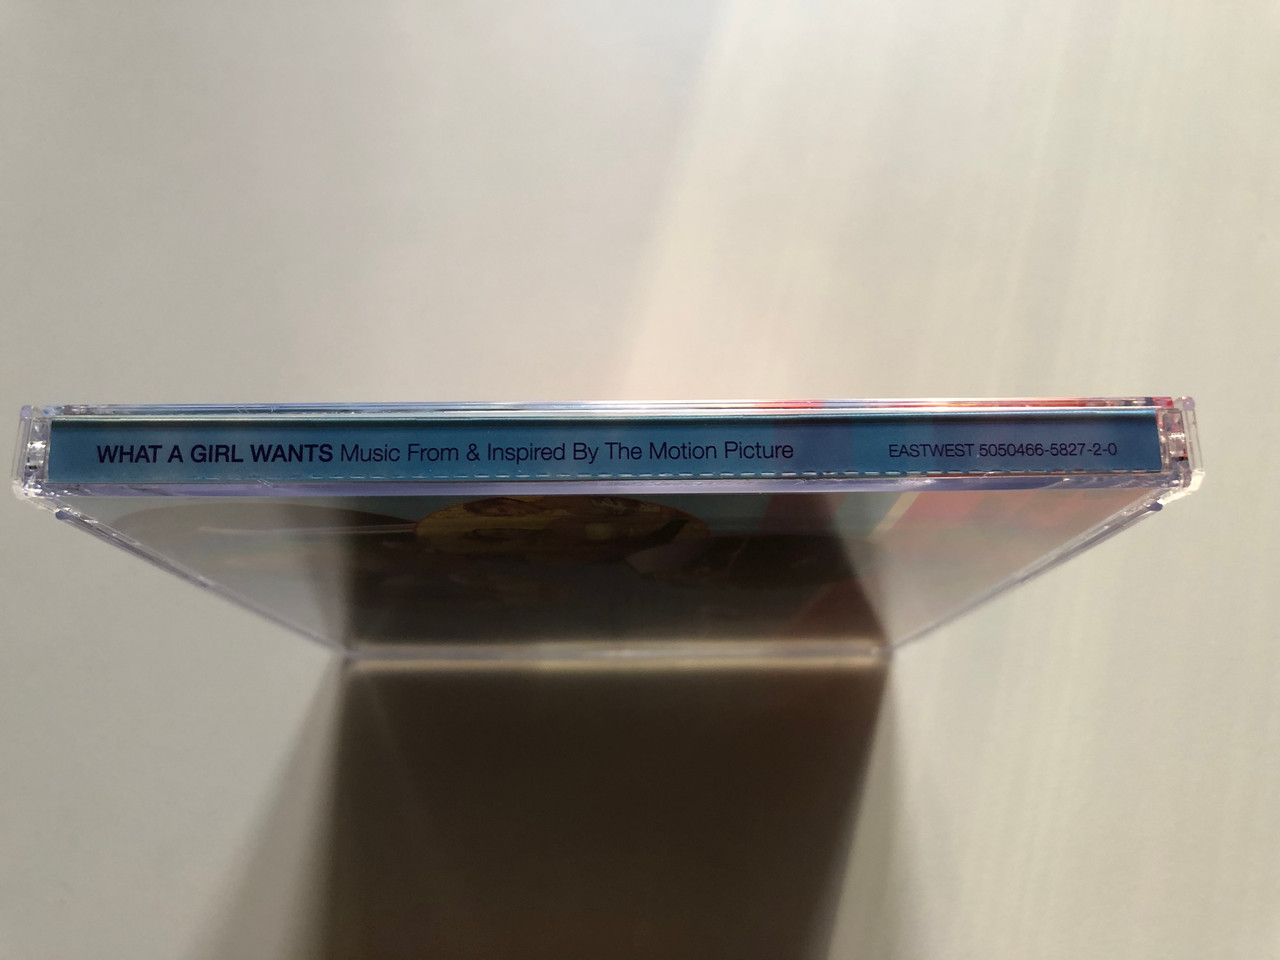 WHAT A GIRL WANTS Music From & Inspired By The Motion Picture EASTWEST 5050466-5827-2-0